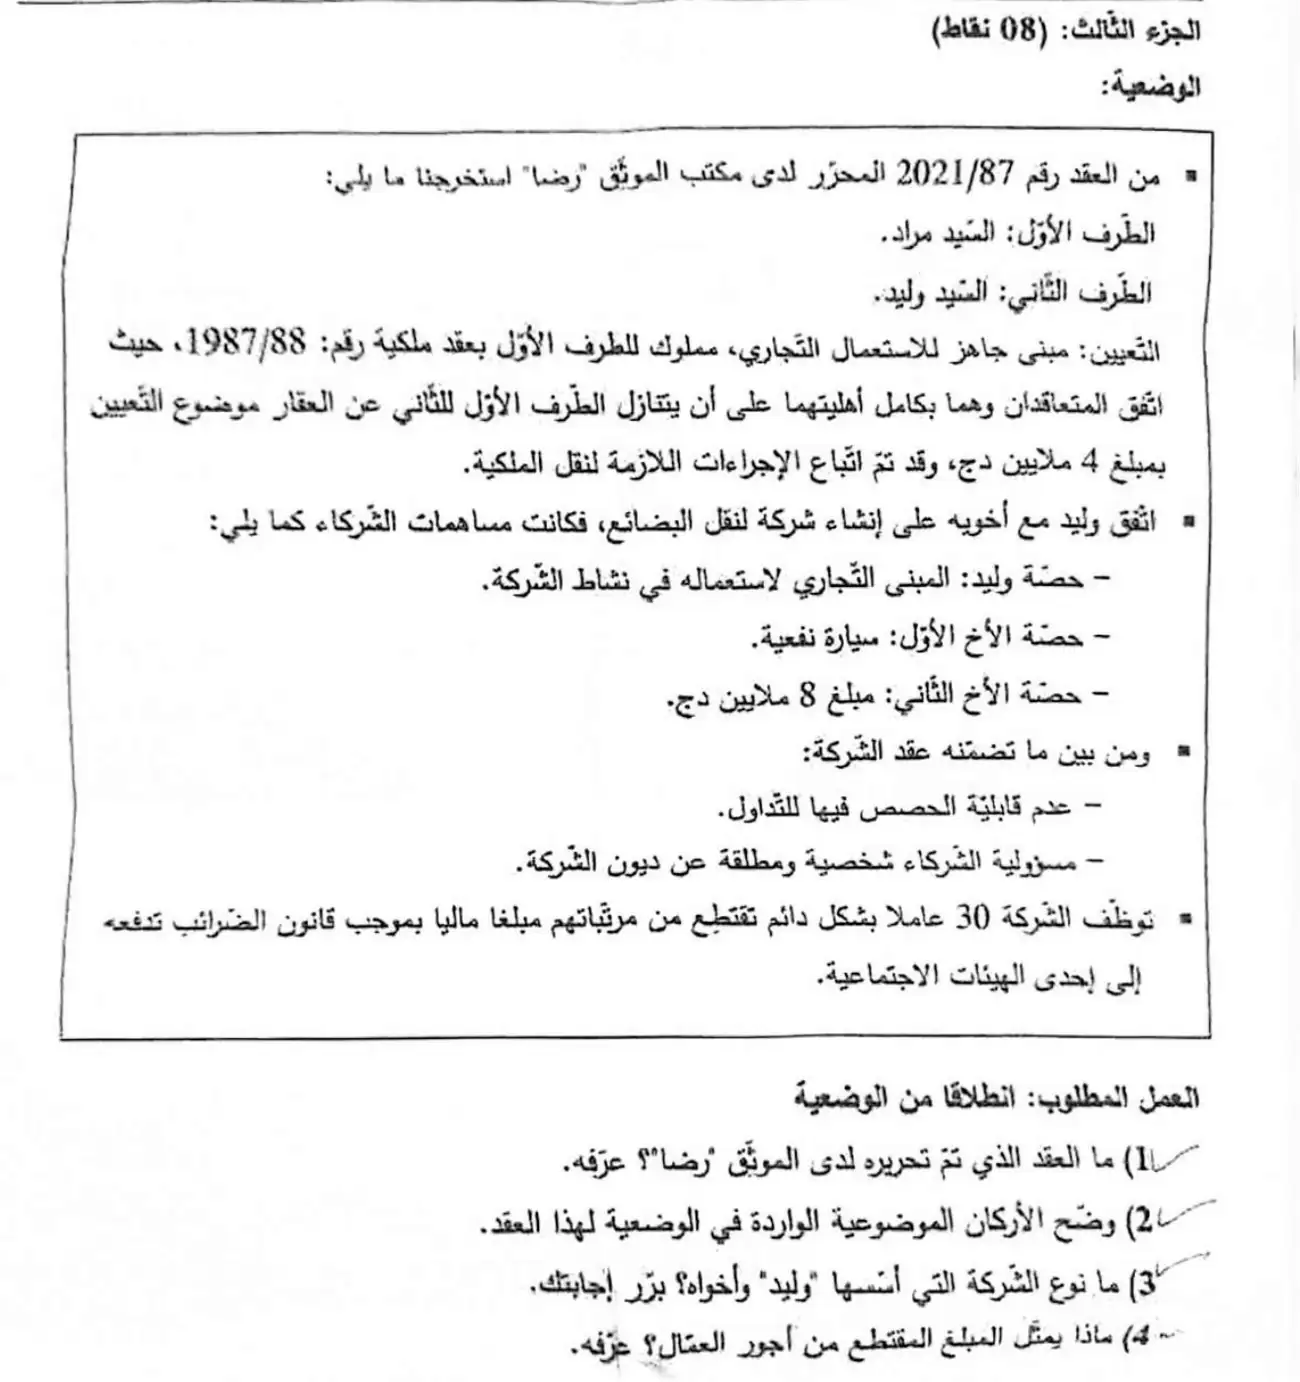 الجزء الثّالث: (08 نقاط)
الوضعية:
▪ من العقد رقم 2021/87 المحرّر لدى مكتب الموثّق "رضا" استخرجنا ما يلي:
الطّرف الأوّل: السّيد مراد.
الطّرف الثّاني: السّيد وليد.
التّعيين: مبنى جاهز للاستعمال التّجاري، مملوك للطرف الأوّل بعقد ملكية رقم: 1987/88، حيث
اتّفق المتعاقدان وهما بكامل أهليتهما على أن يتنازل الطّرف الأوّل للثّاني عن العقار موضوع التّعيين
بمبلغ 4 ملايين دج، وقد تمّ اتّباع الإجراءات اللازمة لنقل الملكية.
▪ اتّفق وليد مع أخويه على إنشاء شركة لنقل البضائع، فكانت مساهمات الشّركاء كما يلي:
– حصّة وليد: المبنى التّجاري لاستعماله في نشاط الشّركة.
– حصّة الأخ الأوّل: سيارة نفعية.
– حصّة الأخ الثّاني: مبلغ 8 ملايين دج.
▪ ومن بين ما تضمّنه عقد الشّركة:
– عدم قابليّة الحصص فيها للتّداول.
– مسؤولية الشّركاء شخصية ومطلقة عن ديون الشّركة.
▪ توظّف الشّركة 30 عاملا بشكل دائم تقتطع من مرتّباتهم مبلغا ماليا بموجب قانون الضّرائب تدفعه
إلى إحدى الهيئات الاجتماعية.
العمل المطلوب: انطلاقا من الوضعية
1) ما العقد الذي تمّ تحريره لدى الموثّق "رضا"؟ عرّفه.
2) وضّح الأركان الموضوعية الواردة في الوضعية لهذا العقد.
3) ما نوع الشّركة التي أسّسها "وليد" وأخواه؟ برّر إجابتك.
4) ماذا يمثّل المبلغ المقتطع من أجور العمّال؟ عرّفه.